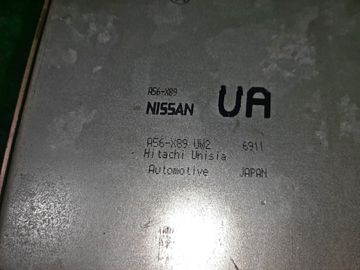 A56-X89
NISSAN UA
A56-X89 UW2 6911
Hitachi Unisia
Automotive JAPAN